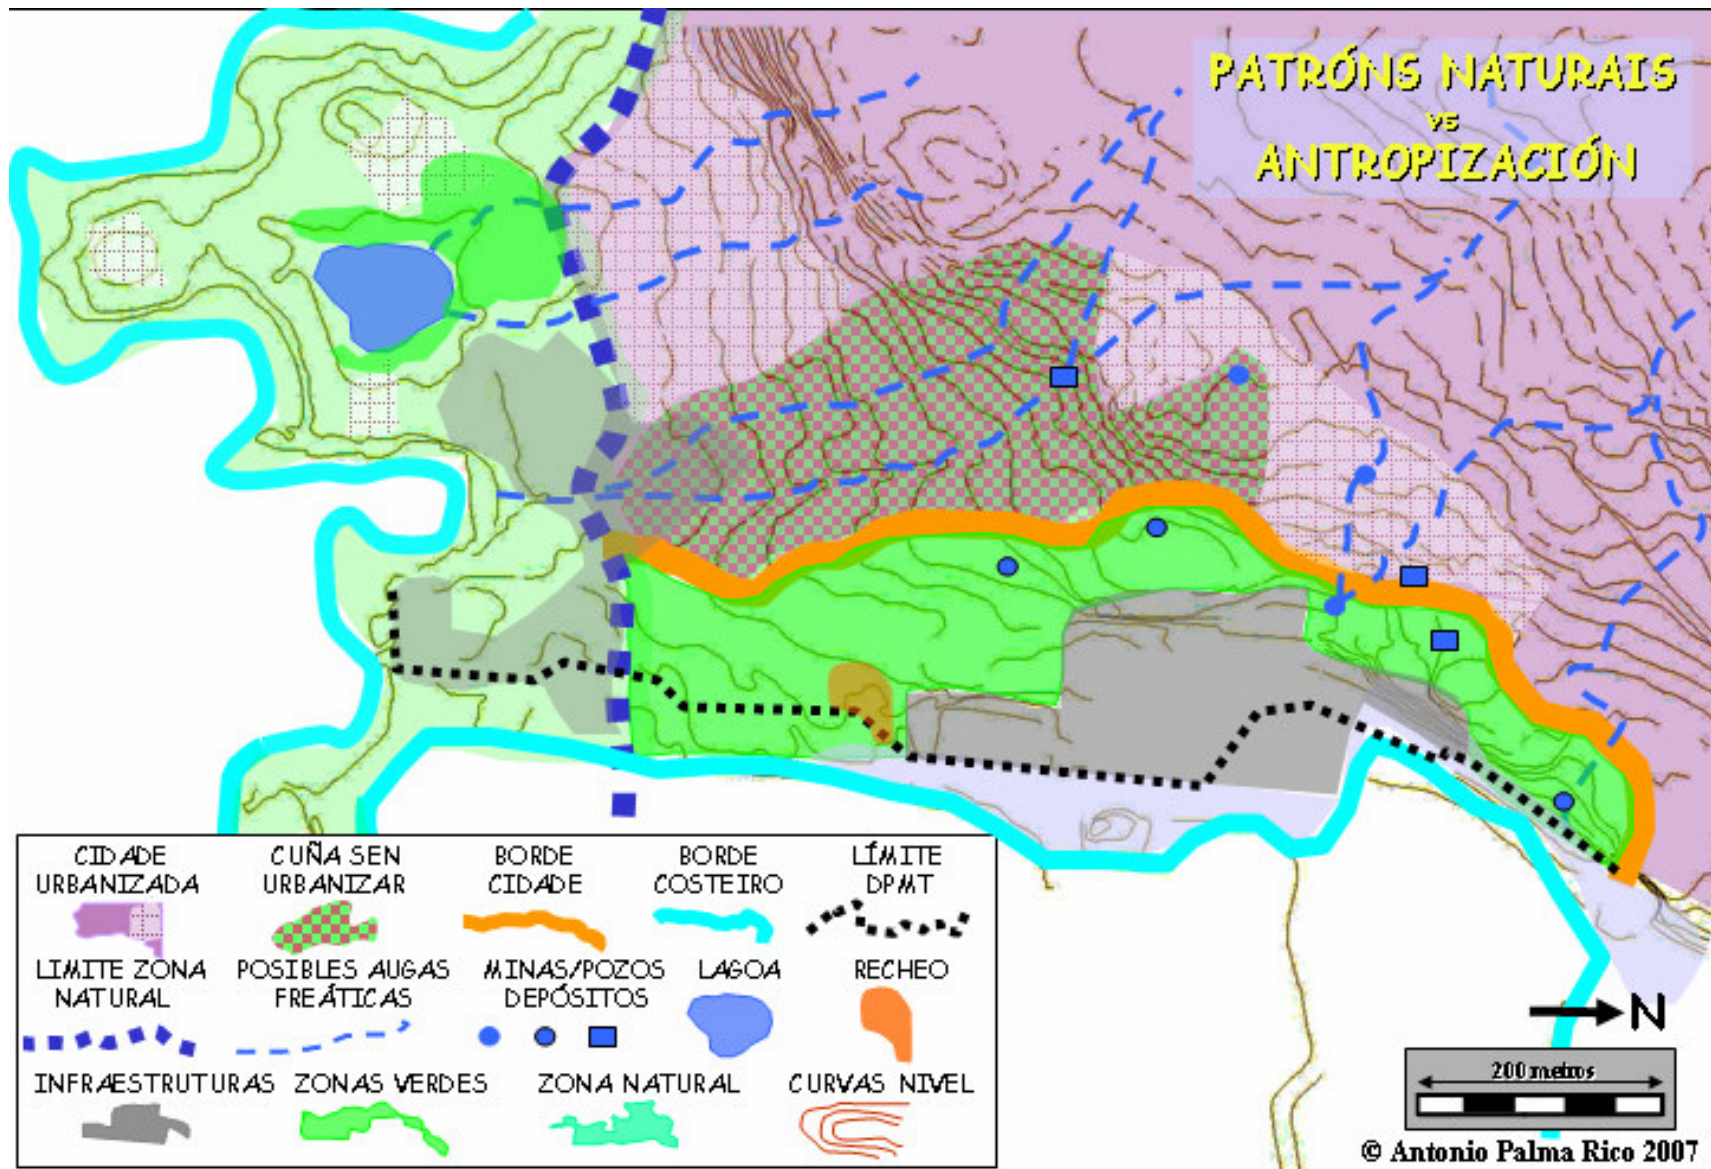 PATRÓNS NATURAIS
vs
ANTROPIZACIÓN
CIDADE URBANIZADA
CUÑA SEN URBANIZAR
BORDE CIDADE
BORDE COSTEIRO
LÍMITE DPMT
LIMITE ZONA NATURAL
POSIBLES AUGAS FREÁTICAS
MINAS/POZOS DEPÓSITOS
LAGOA
RECHEO
INFRAESTRUTURAS
ZONAS VERDES
ZONA NATURAL
CURVAS NIVEL
N
200 metros
© Antonio Palma Rico 2007